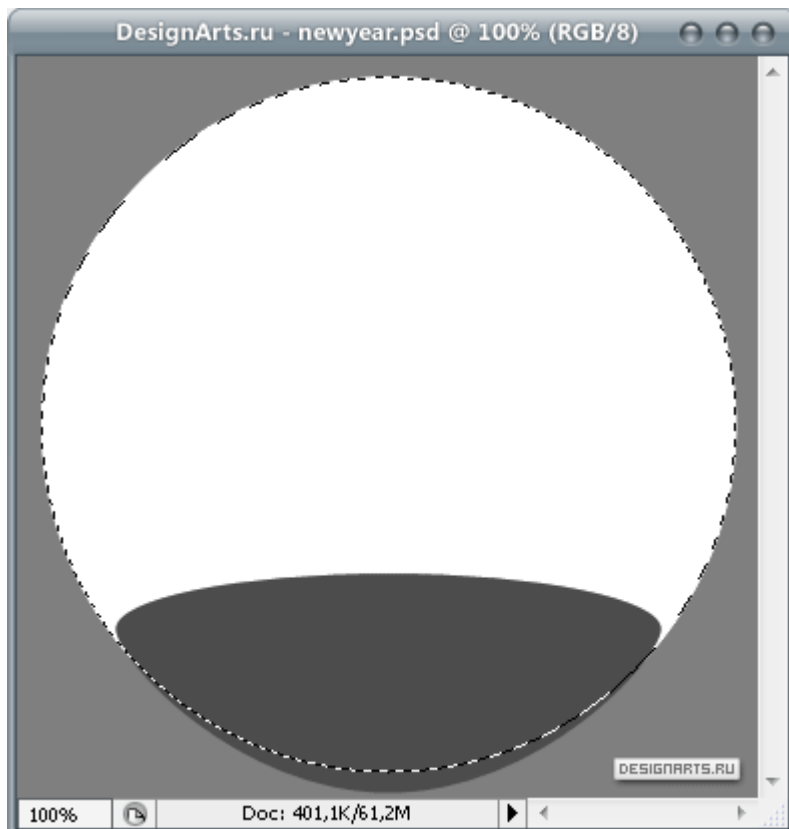 DesignArts.ru - newyear.psd @ 100% (RGB/8)
DESIGNARTS.RU
100% Doc: 401,1K/61,2M